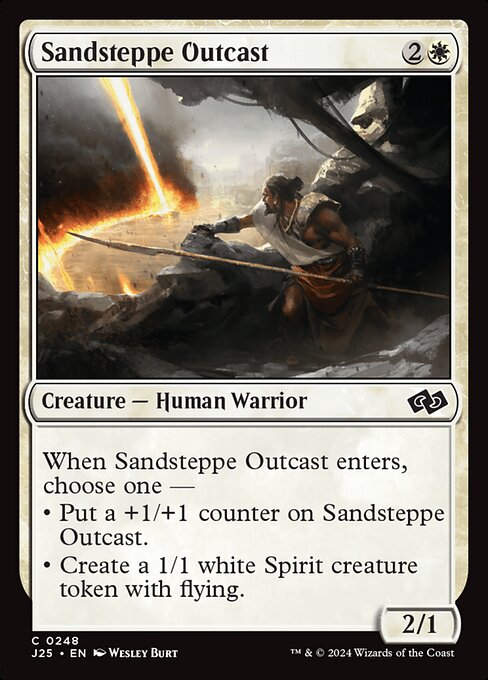 Sandsteppe Outcast 2
Creature — Human Warrior
When Sandsteppe Outcast enters,
choose one —
• Put a +1/+1 counter on Sandsteppe
Outcast.
• Create a 1/1 white Spirit creature
token with flying.
2/1
C 0248
J25 • EN Wesley Burt
™ & © 2024 Wizards of the Coast